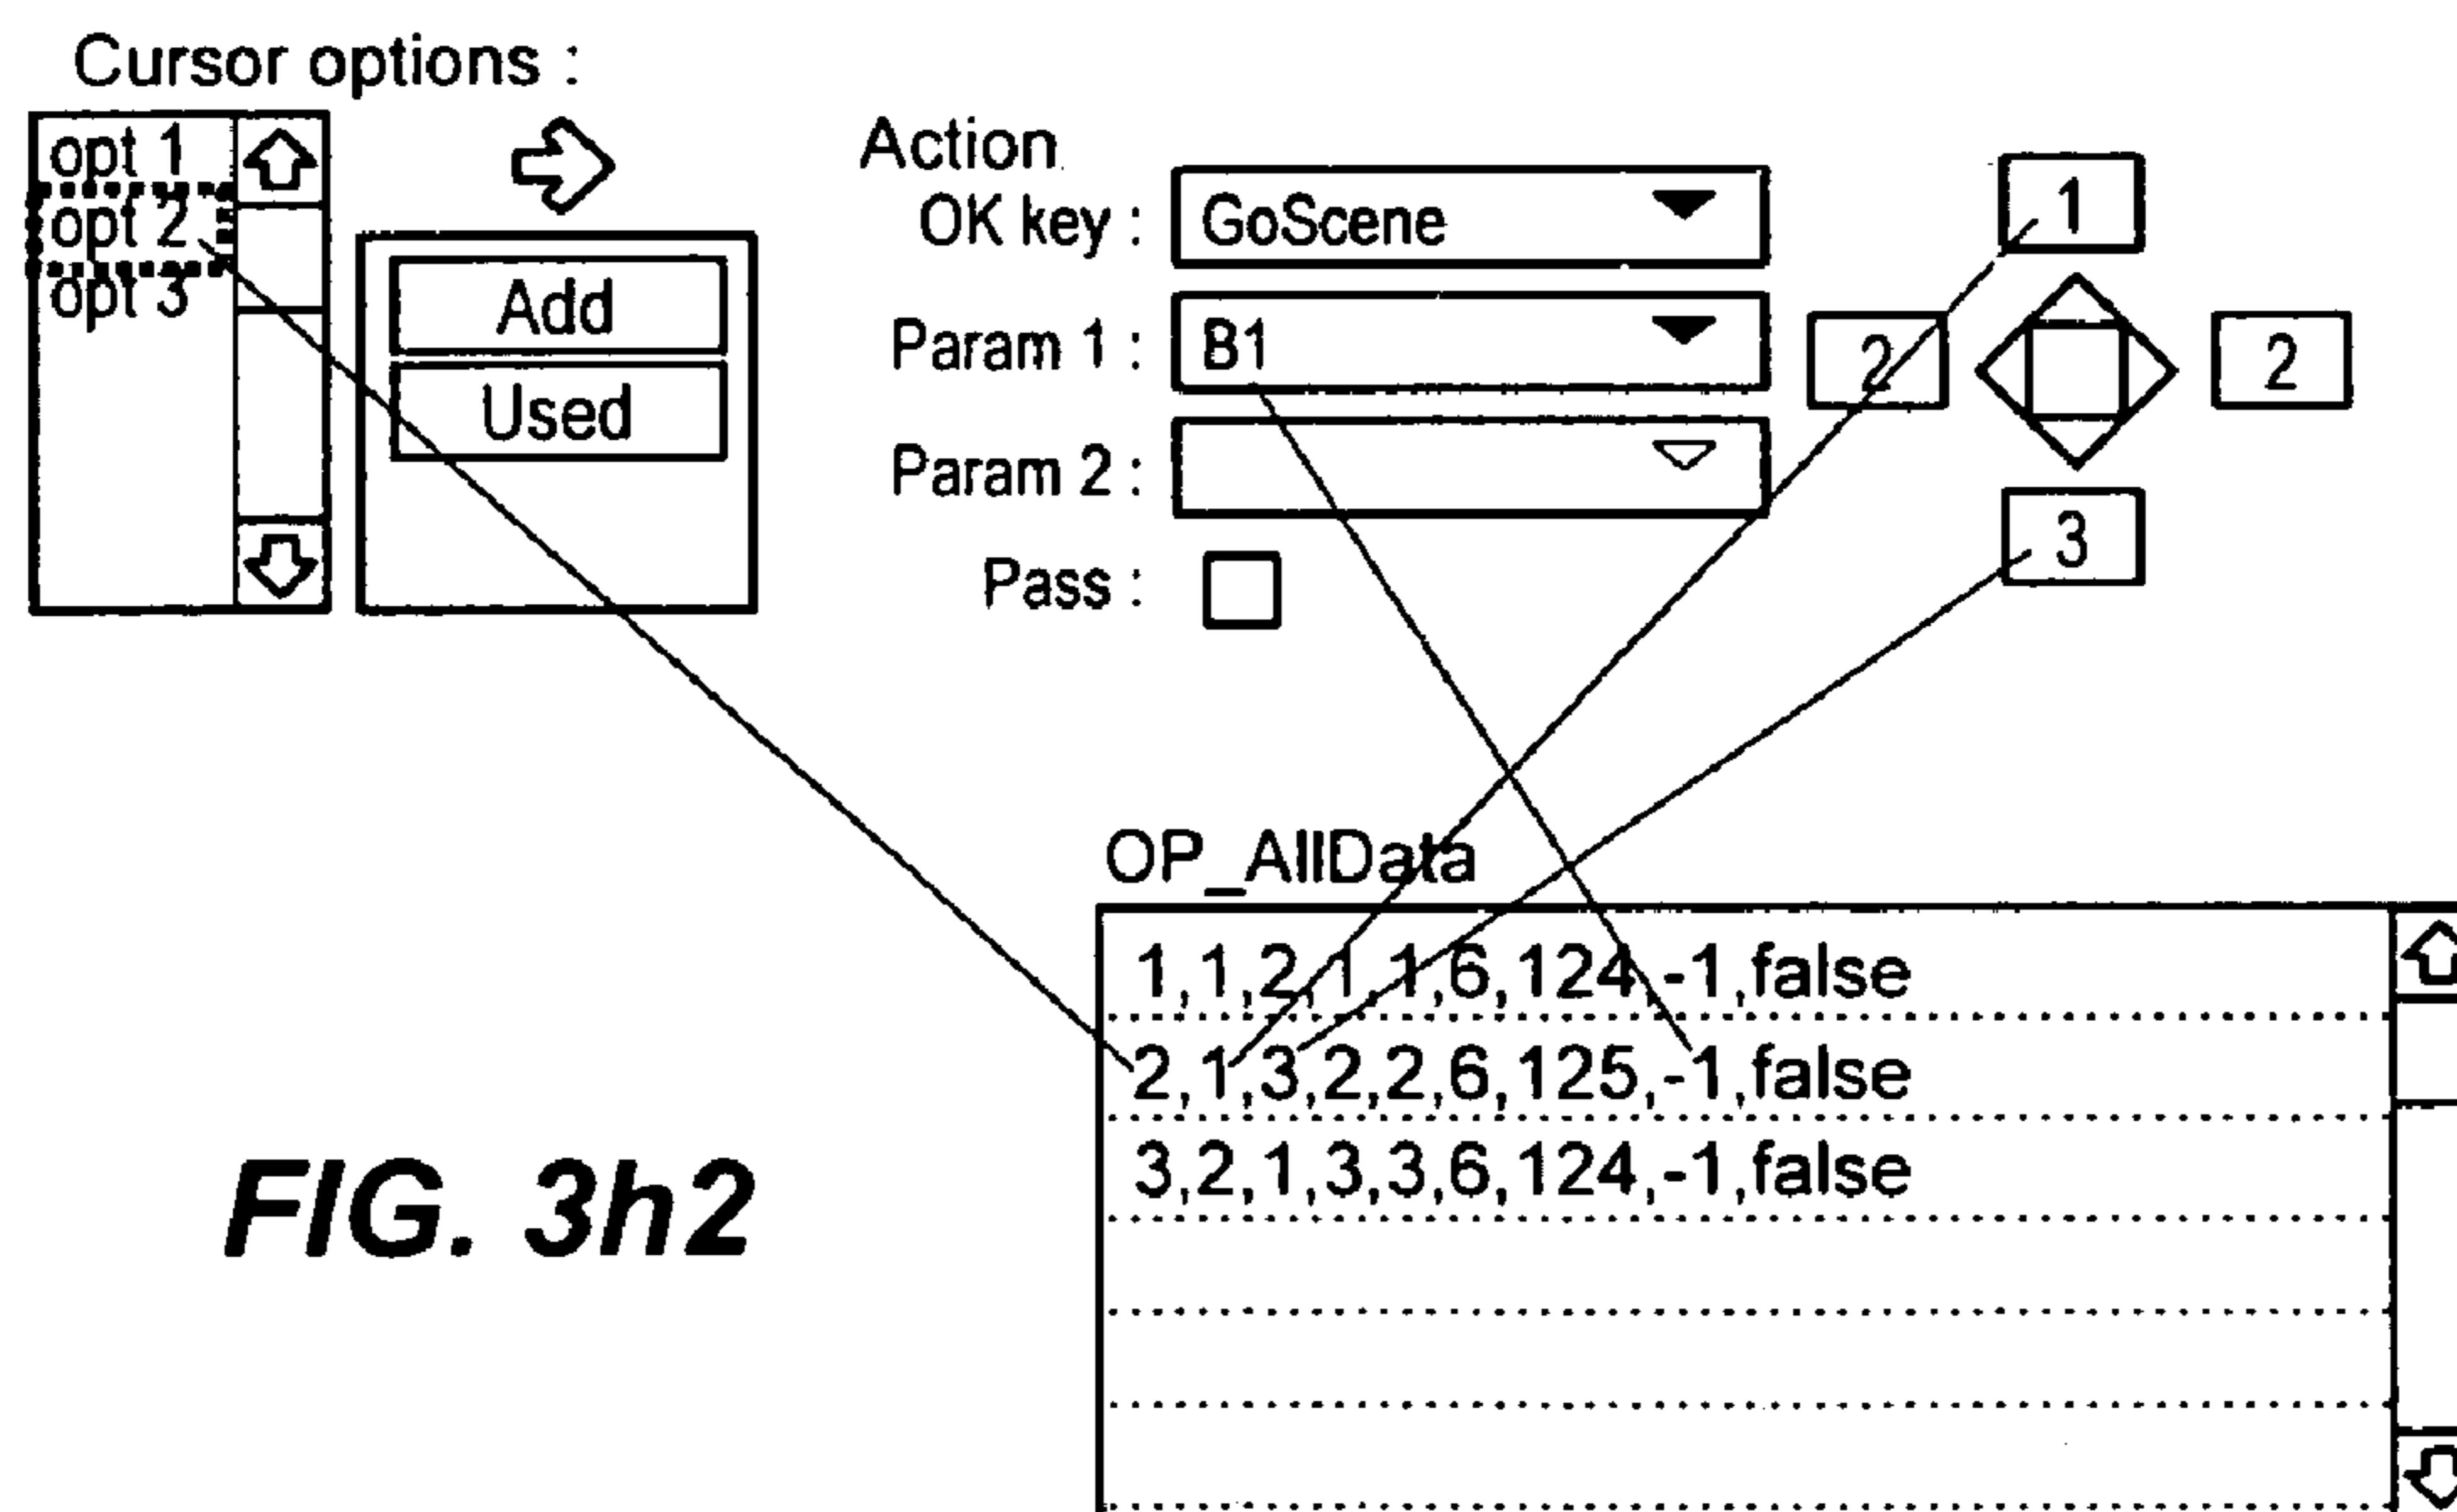 Cursor options :
opt 1
opt 2
opt 3
Add
Used
Action
OK key : GoScene
Param 1 : B1
Param 2 :
Pass :
1
2
2
3
OP_AllData
1,1,2,1,1,6,124,-1,false
2,1,3,2,2,6,125,-1,false
3,2,1,3,3,6,124,-1,false
FIG. 3h2